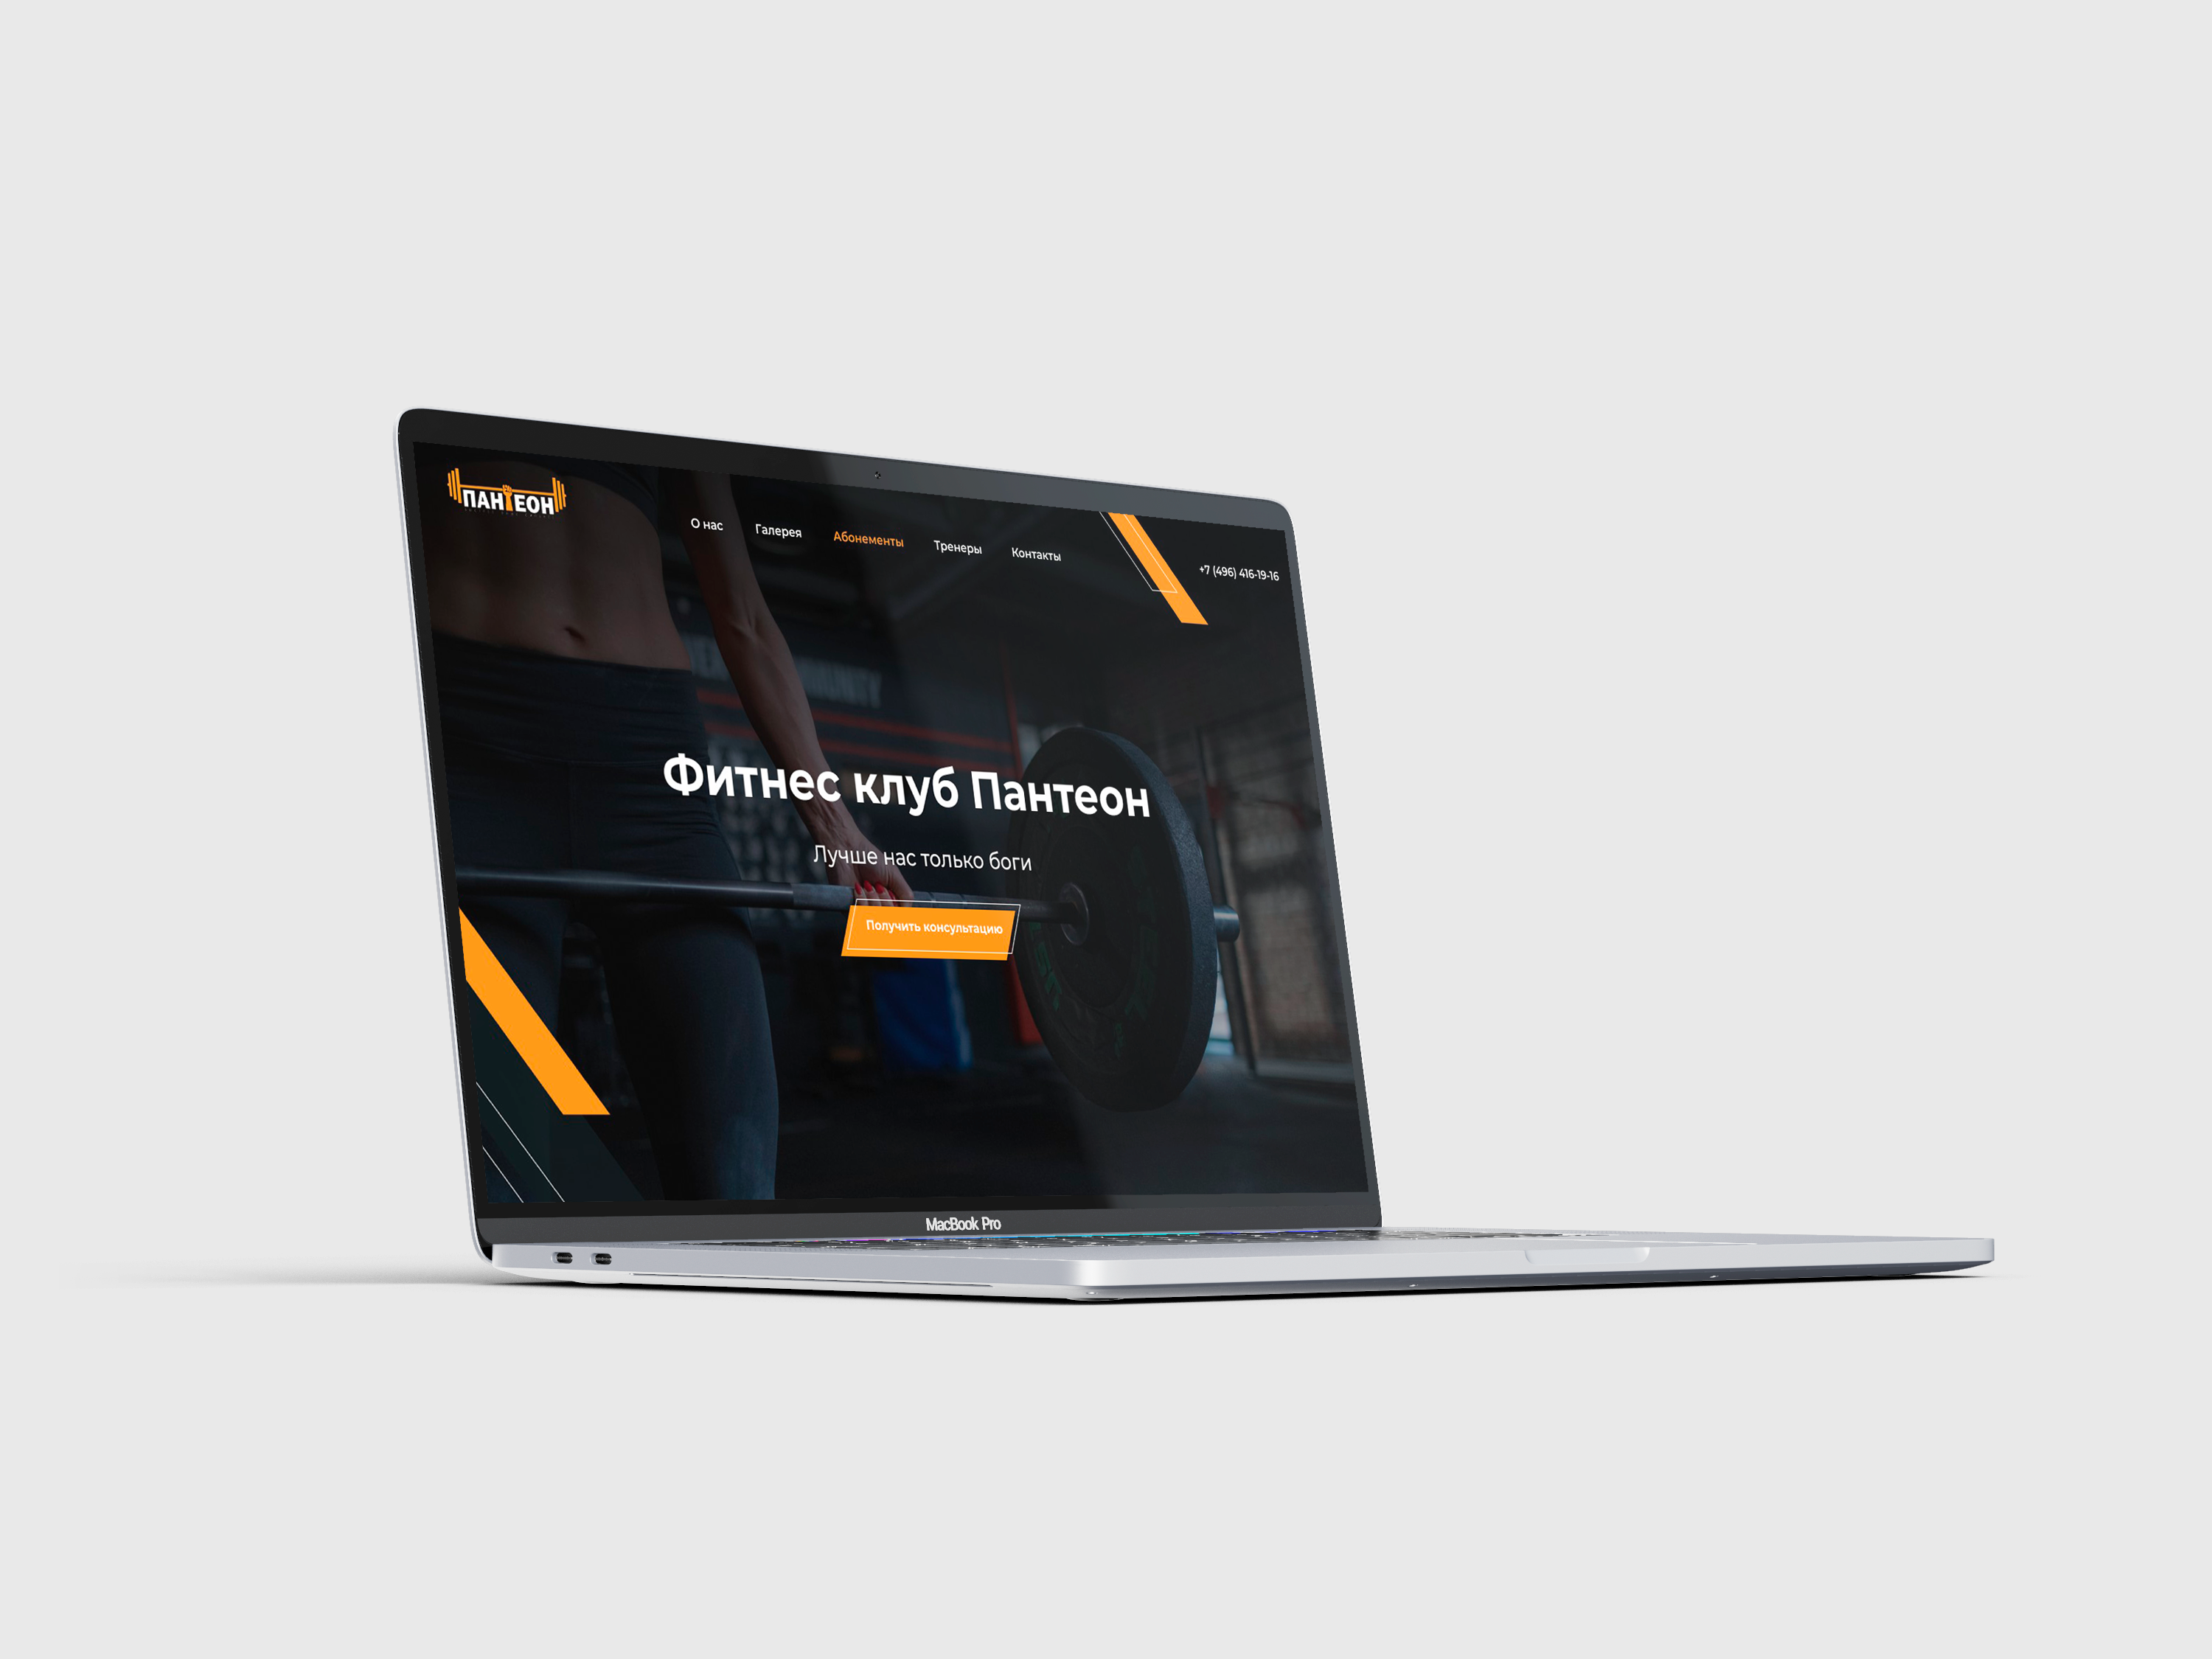 ПАНТЕОН
О нас
Галерея
Абонементы
Тренеры
Контакты
+7 (496) 416-19-16
Фитнес клуб Пантеон
Лучше нас только боги
Получить консультацию
MacBook Pro